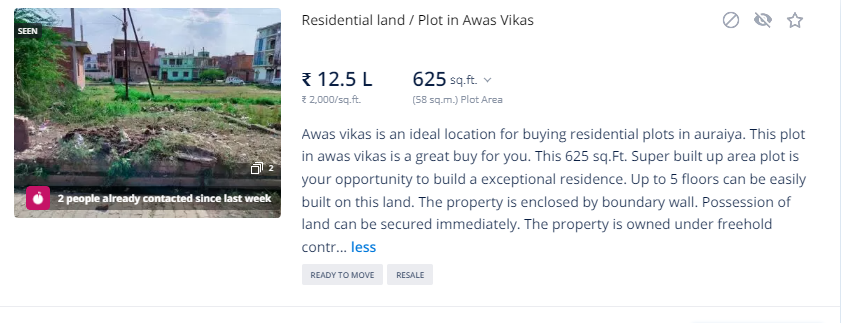 SEEN
2
2 people already contacted since last week
Residential land / Plot in Awas Vikas
₹ 12.5 L
₹ 2,000/sq.ft.
625 sq.ft.
(58 sq.m.) Plot Area
Awas vikas is an ideal location for buying residential plots in auraiya. This plot
in awas vikas is a great buy for you. This 625 sq.Ft. Super built up area plot is
your opportunity to build a exceptional residence. Up to 5 floors can be easily
built on this land. The property is enclosed by boundary wall. Possession of
land can be secured immediately. The property is owned under freehold
contr... less
READY TO MOVE
RESALE